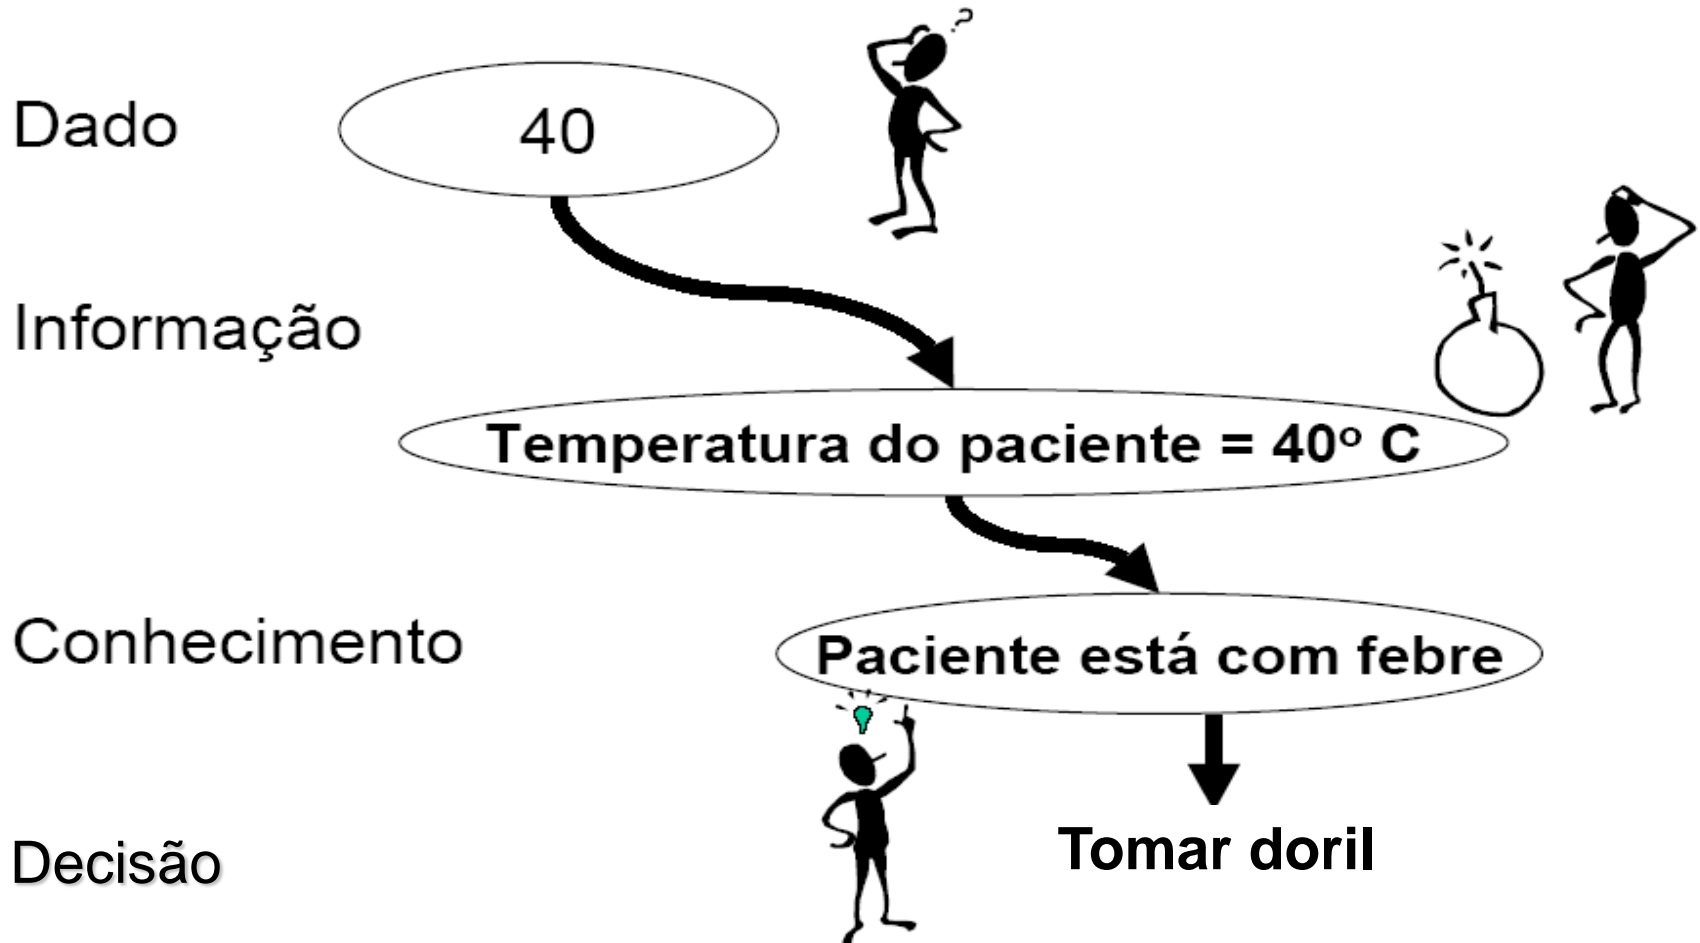 ?
Dado
40
Informação
Temperatura do paciente = 40º C
Conhecimento
Paciente está com febre
Decisão
Tomar doril